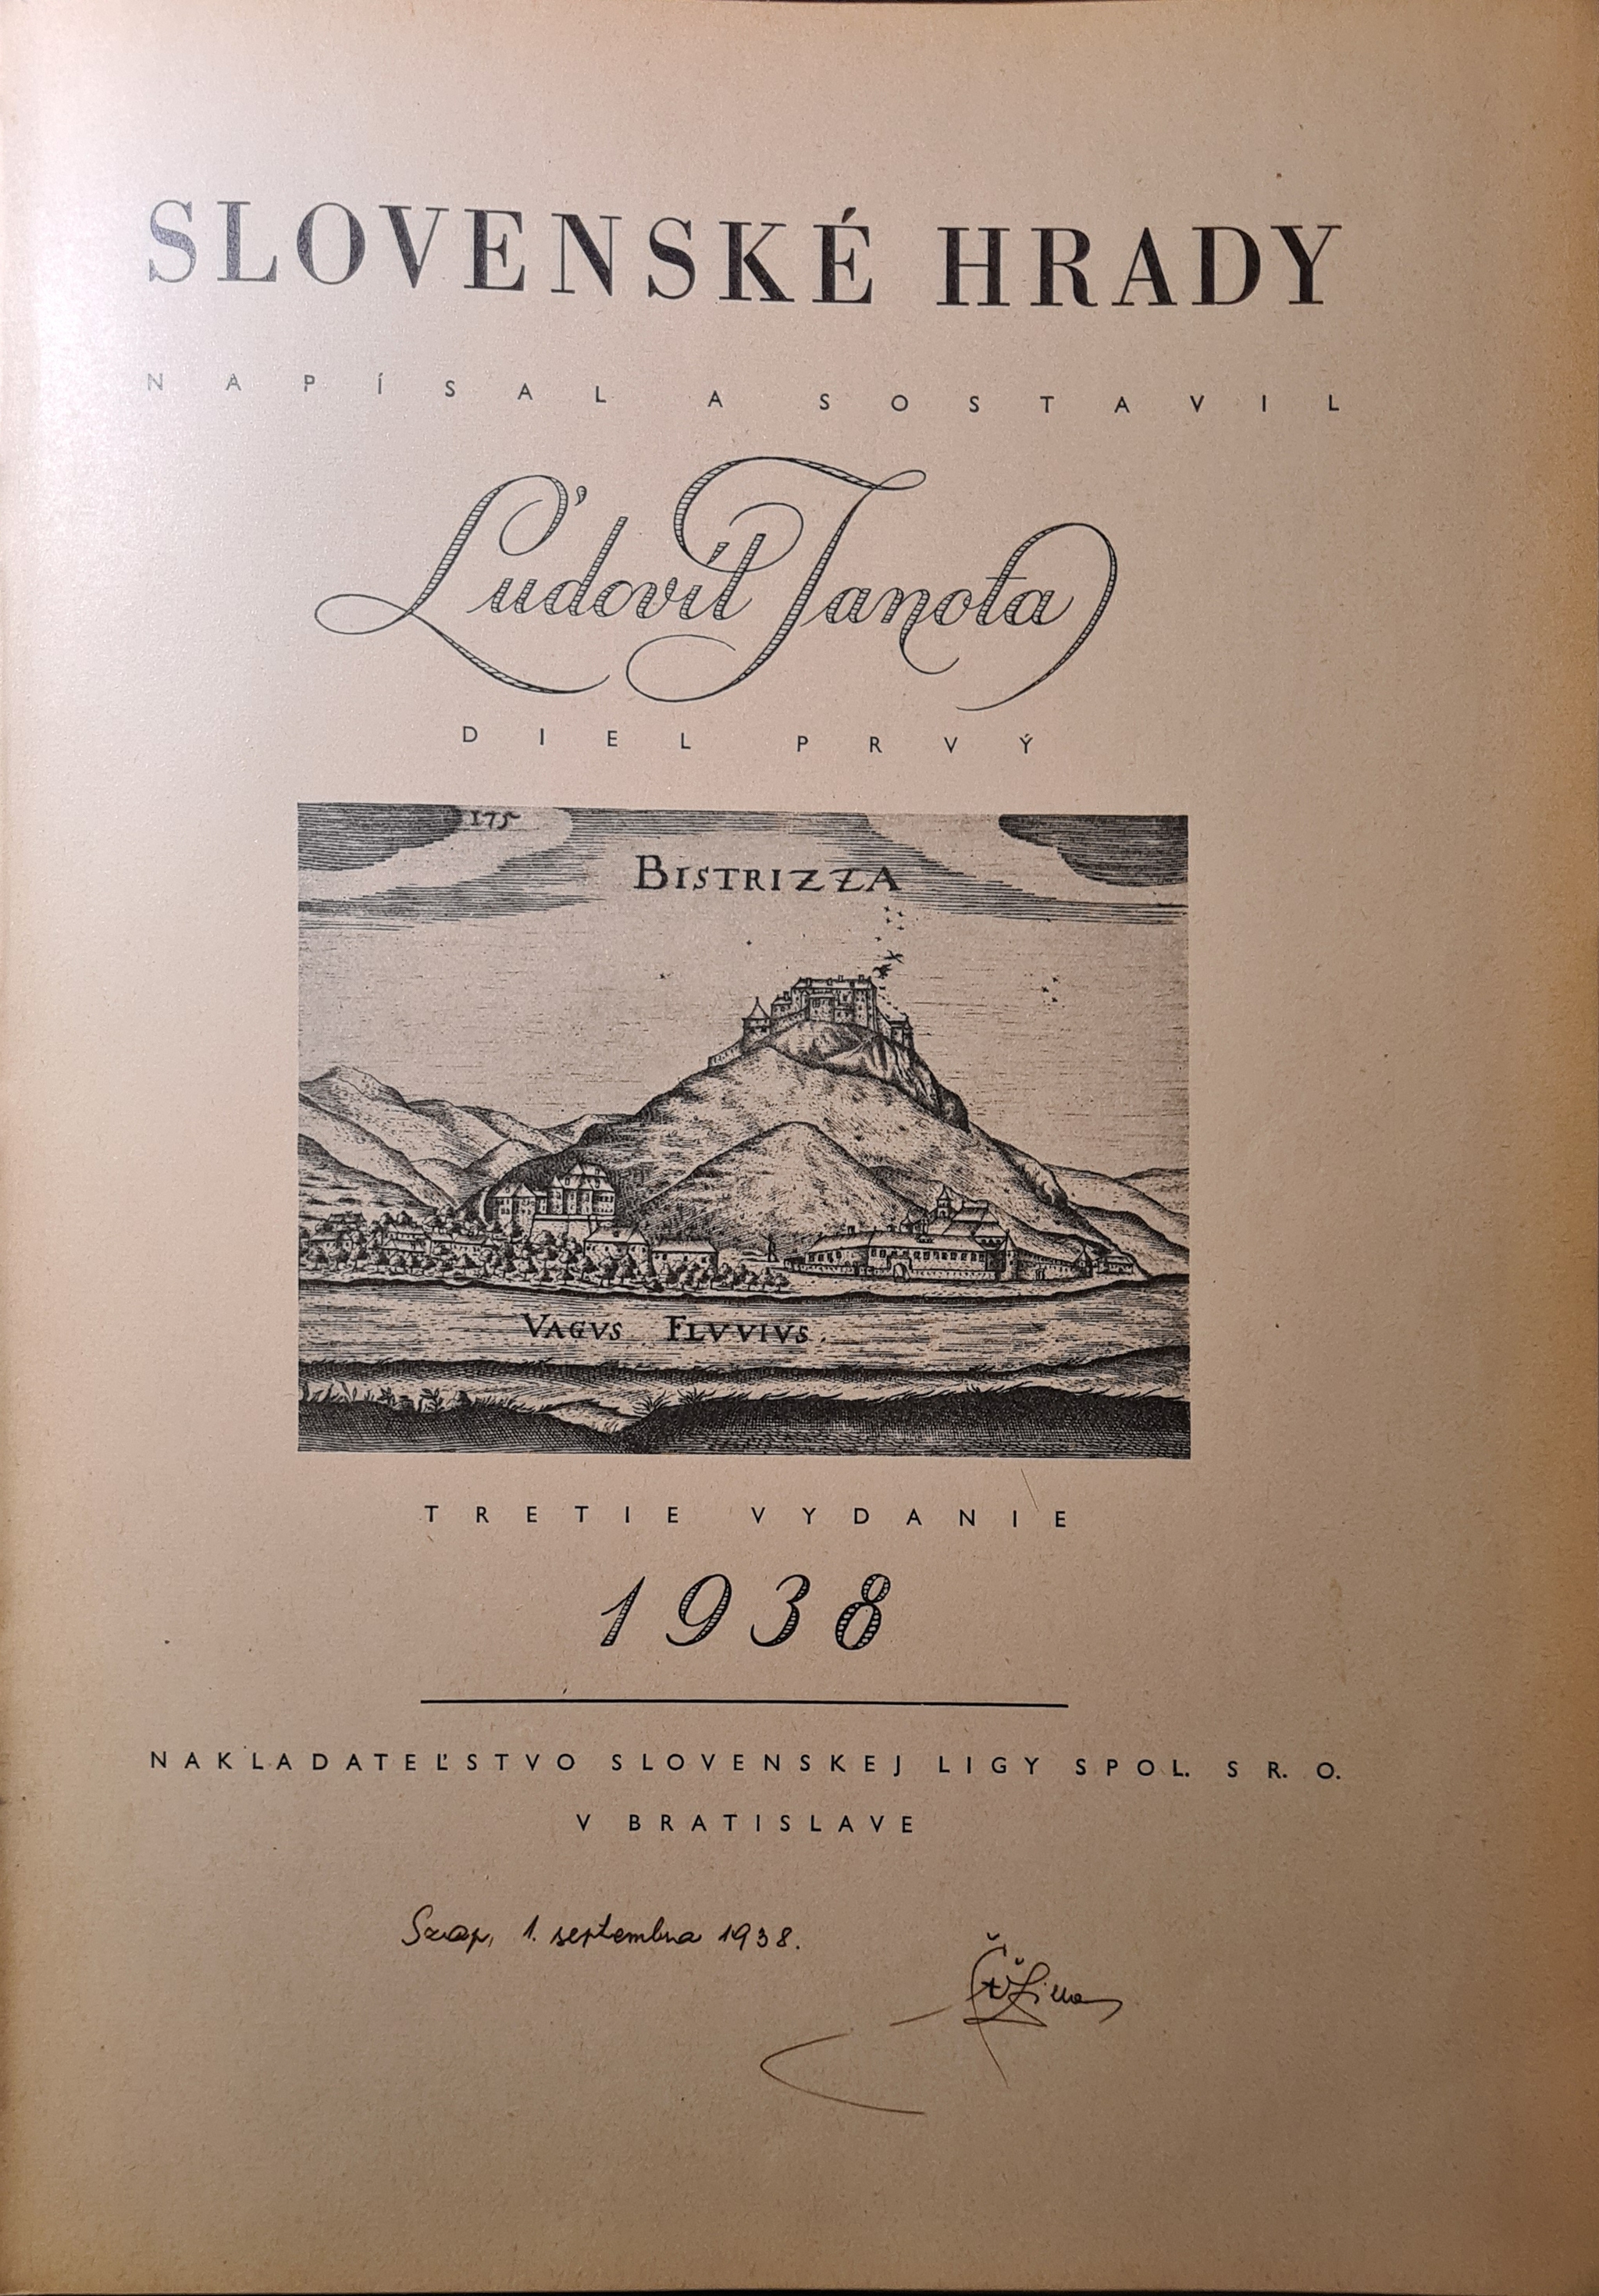 SLOVENSKÉ HRADY
NAPÍSAL A SOSTAVIL
Ľudovít Janota
DIEL PRVÝ
175
BISTRIZZA
VAGVS FLVVIVS.
TRETIE VYDANIE
1938
NAKLADATEĽSTVO SLOVENSKEJ LIGY SPOL. S R. O.
V BRATISLAVE
1. septembra 1938.